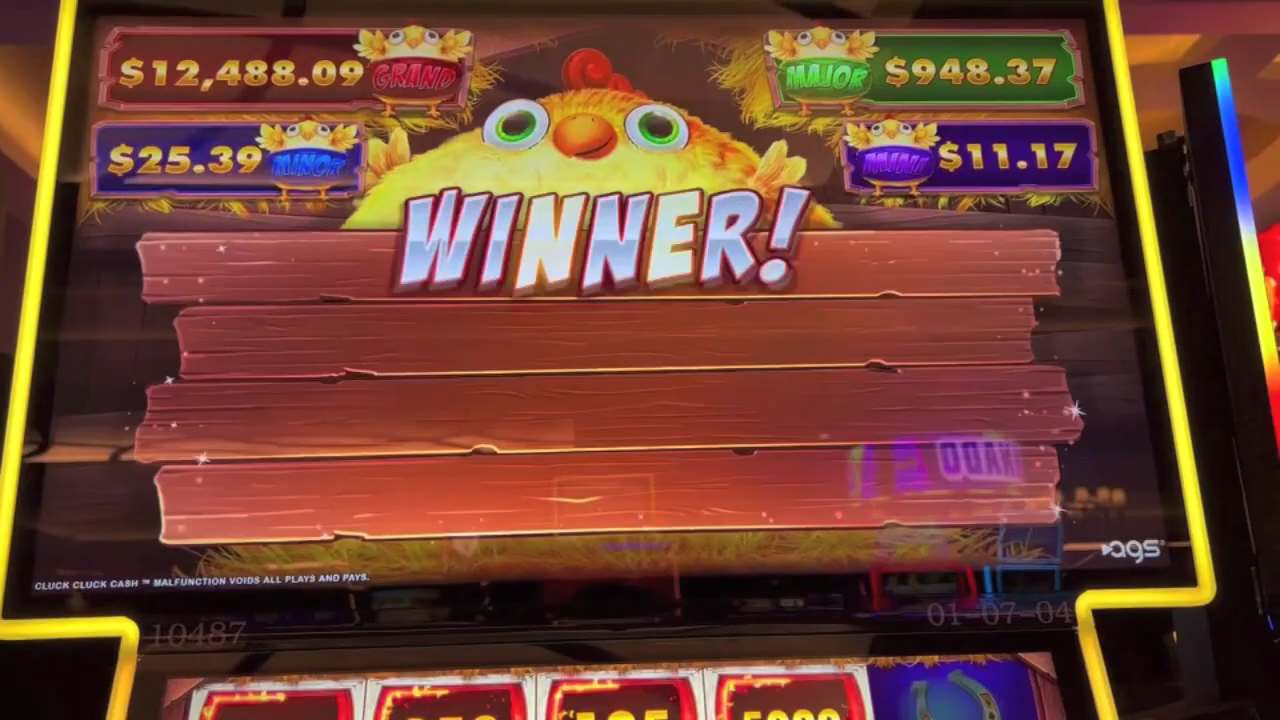 $12,488.09 GRAND
MAJOR $948.37
$25.39 MINOR
MINI $11.17
WINNER!
ags
CLUCK CLUCK CASH ™ MALFUNCTION VOIDS ALL PLAYS AND PAYS.
10487
01-07-04